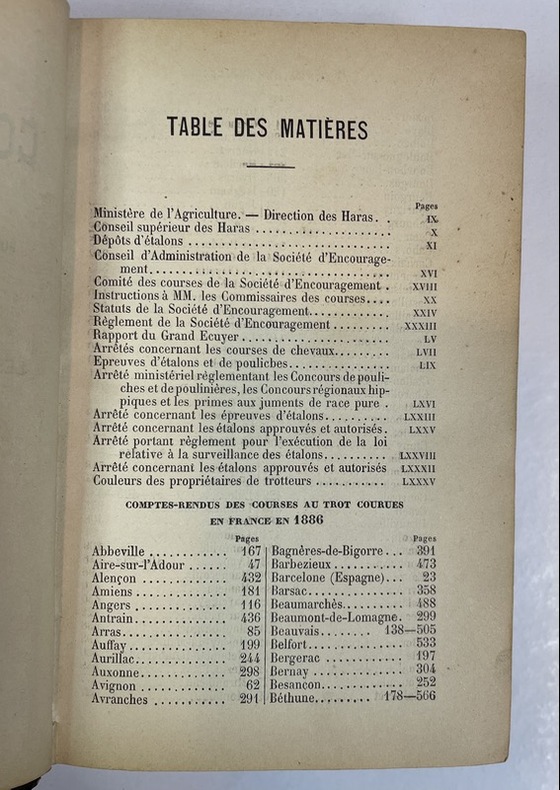 TABLE DES MATIÈRES
Pages
Ministère de l'Agriculture. — Direction des Haras. . IX
Conseil supérieur des Haras . . . . . . . . . . . . . . . . . X
Dépôts d'étalons . . . . . . . . . . . . . . . . . . . . . . . . . XI
Conseil d'Administration de la Société d'Encourage-
ment. . . . . . . . . . . . . . . . . . . . . . . . . . . . . . XVI
Comité des courses de la Société d'Encouragement . XVIII
Instructions à MM. les Commissaires des courses. . . . XX
Statuts de la Société d'Encouragement. . . . . . . . . . . XXIV
Règlement de la Société d'Encouragement . . . . . . . . XXXIII
Rapport du Grand Ecuyer . . . . . . . . . . . . . . . . . . . LV
Arrêtés concernant les courses de chevaux. . . . . . . . LVII
Epreuves d'étalons et de pouliches. . . . . . . . . . . . . LIX
Arrêté ministériel règlementant les Concours de pouli-
ches et de poulinières, les Concours régionaux hip-
piques et les primes aux juments de race pure . LXVI
Arrêté concernant les épreuves d'étalons. . . . . . . . . LXXIII
Arrêté concernant les étalons approuvés et autorisés. LXXV
Arrêté portant règlement pour l'exécution de la loi
relative à la surveillance des étalons. . . . . . . . . LXXVIII
Arrêté concernant les étalons approuvés et autorisés LXXXII
Couleurs des propriétaires de trotteurs . . . . . . . . . . LXXXV
COMPTES-RENDUS DES COURSES AU TROT COURUES
EN FRANCE EN 1886
Pages
Abbeville . . . . . . . . . . . 167
Aire-sur-l'Adour . . . . . . 47
Alençon . . . . . . . . . . . . 432
Amiens . . . . . . . . . . . . 181
Angers . . . . . . . . . . . . . 116
Antrain . . . . . . . . . . . . 436
Arras. . . . . . . . . . . . . . 85
Auffay . . . . . . . . . . . . . 199
Aurillac. . . . . . . . . . . . 244
Auxonne. . . . . . . . . . . . 298
Avignon . . . . . . . . . . . . 62
Avranches . . . . . . . . . . 291
Pages
Bagnères-de-Bigorre . . . 391
Barbezieux . . . . . . . . . . 473
Barcelone (Espagne) . . . 23
Barsac. . . . . . . . . . . . . 358
Beaumarchès. . . . . . . . . 488
Beaumont-de-Lomagne. . 299
Beauvais . . . . . . . . 138—505
Belfort. . . . . . . . . . . . . 533
Bergerac . . . . . . . . . . . 197
Bernay . . . . . . . . . . . . 304
Besançon. . . . . . . . . . . 252
Béthune. . . . . . . . . 178—566